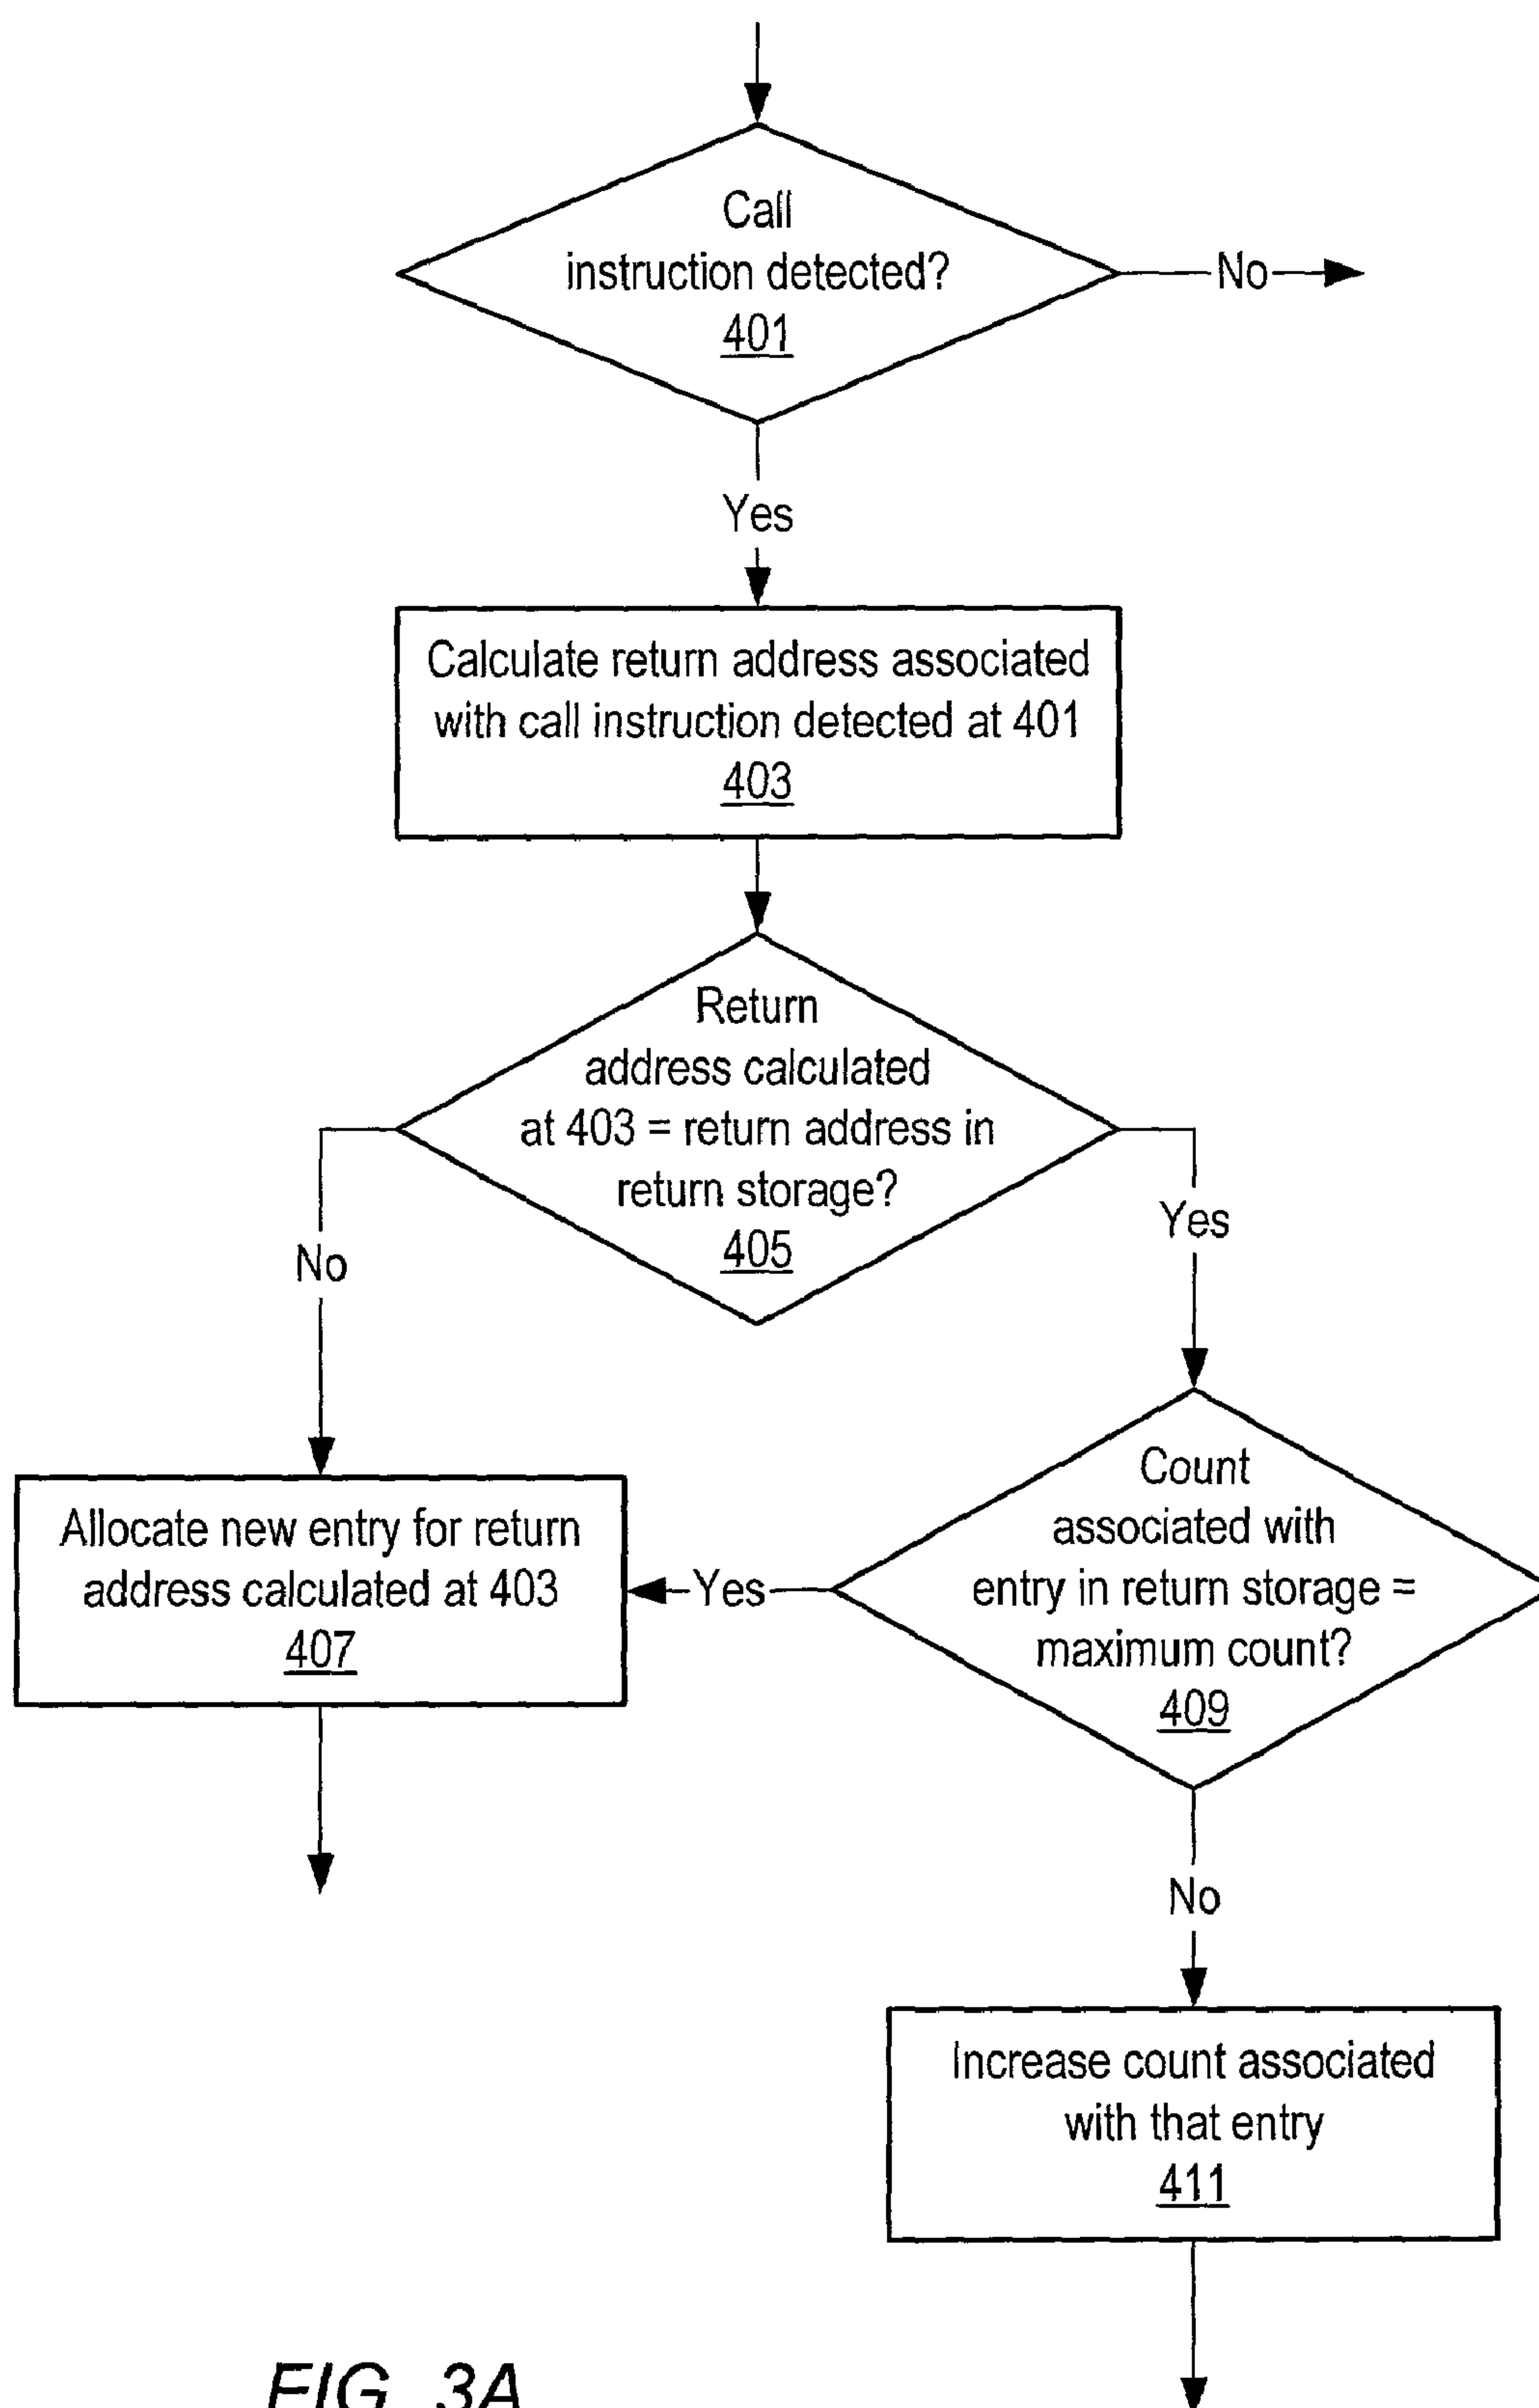 Call
instruction detected?
401
No
Yes
Calculate return address associated
with call instruction detected at 401
403
Return
address calculated
at 403 = return address in
return storage?
405
No
Yes
Allocate new entry for return
address calculated at 403
407
Yes
Count
associated with
entry in return storage =
maximum count?
409
No
Increase count associated
with that entry
411
FIG. 3A